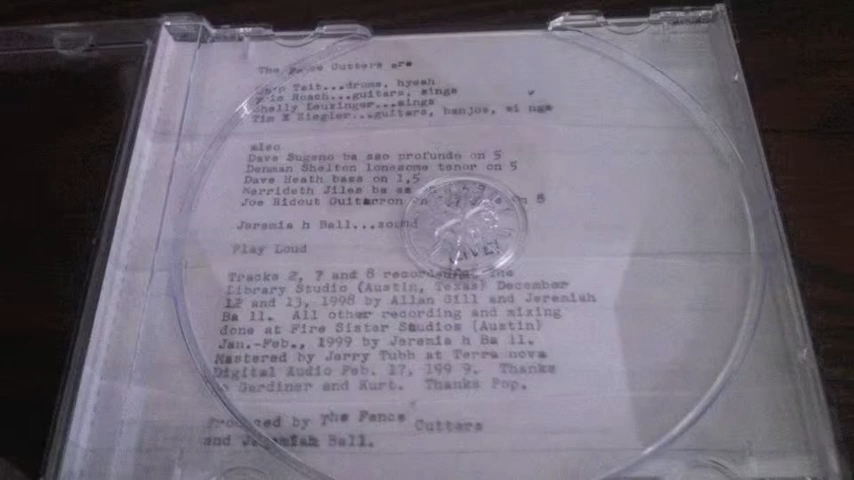 The Fence Cutters are
Tait...drums, hyeah
Roach...guitars, sings
Shelly Leuzinger...sings
Tim X Ziegler...guitars, banjos, wi ngs
also
Dave Sugeno ba sso profundo on 5
Denman Shelton lonesome tenor on 5
Dave Heath bass on 1,5
Merrideth Jiles ba ss
Joe Ridout Guitarron on 5
Jeremia h Ball...sound
Play Loud
Tracks 2, 7 and 8 recorded at The
Library Studio (Austin, Texas) December
12 and 13, 1998 by Allan Gill and Jeremiah
Ba ll. All other recording and mixing
done at Fire Sister Studios (Austin)
Jan.-Feb., 1999 by Jeremia h Ba ll.
Mastered by Jerry Tubb at Terra nova
Digital Audio Feb. 17, 199 9. Thanks
Gardiner and Kurt. Thanks Pop.
Produced by The Fence Cutters
and Jeremiah Ball.